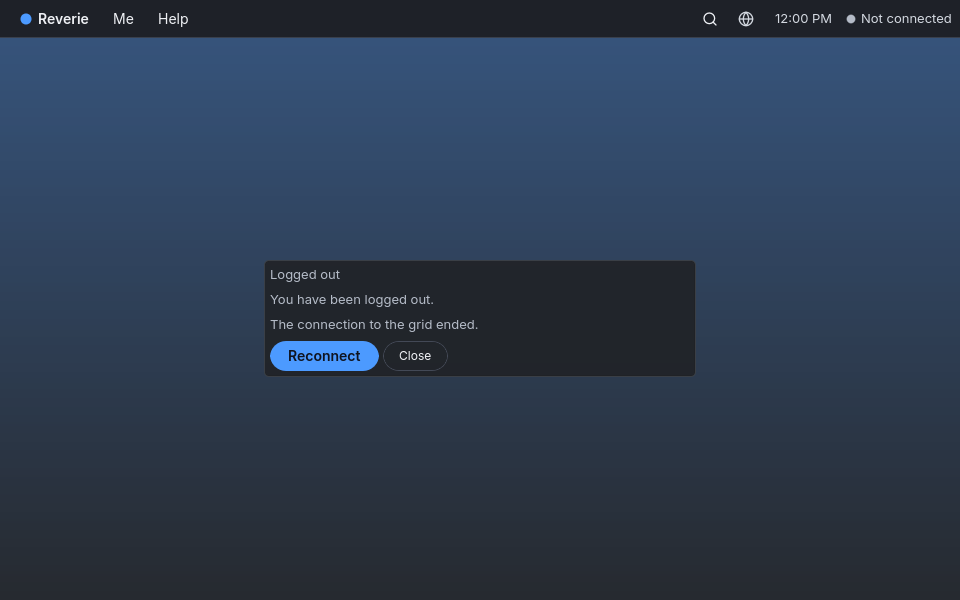 Reverie Me Help 12:00 PM Not connected
Logged out
You have been logged out.
The connection to the grid ended.
Reconnect Close